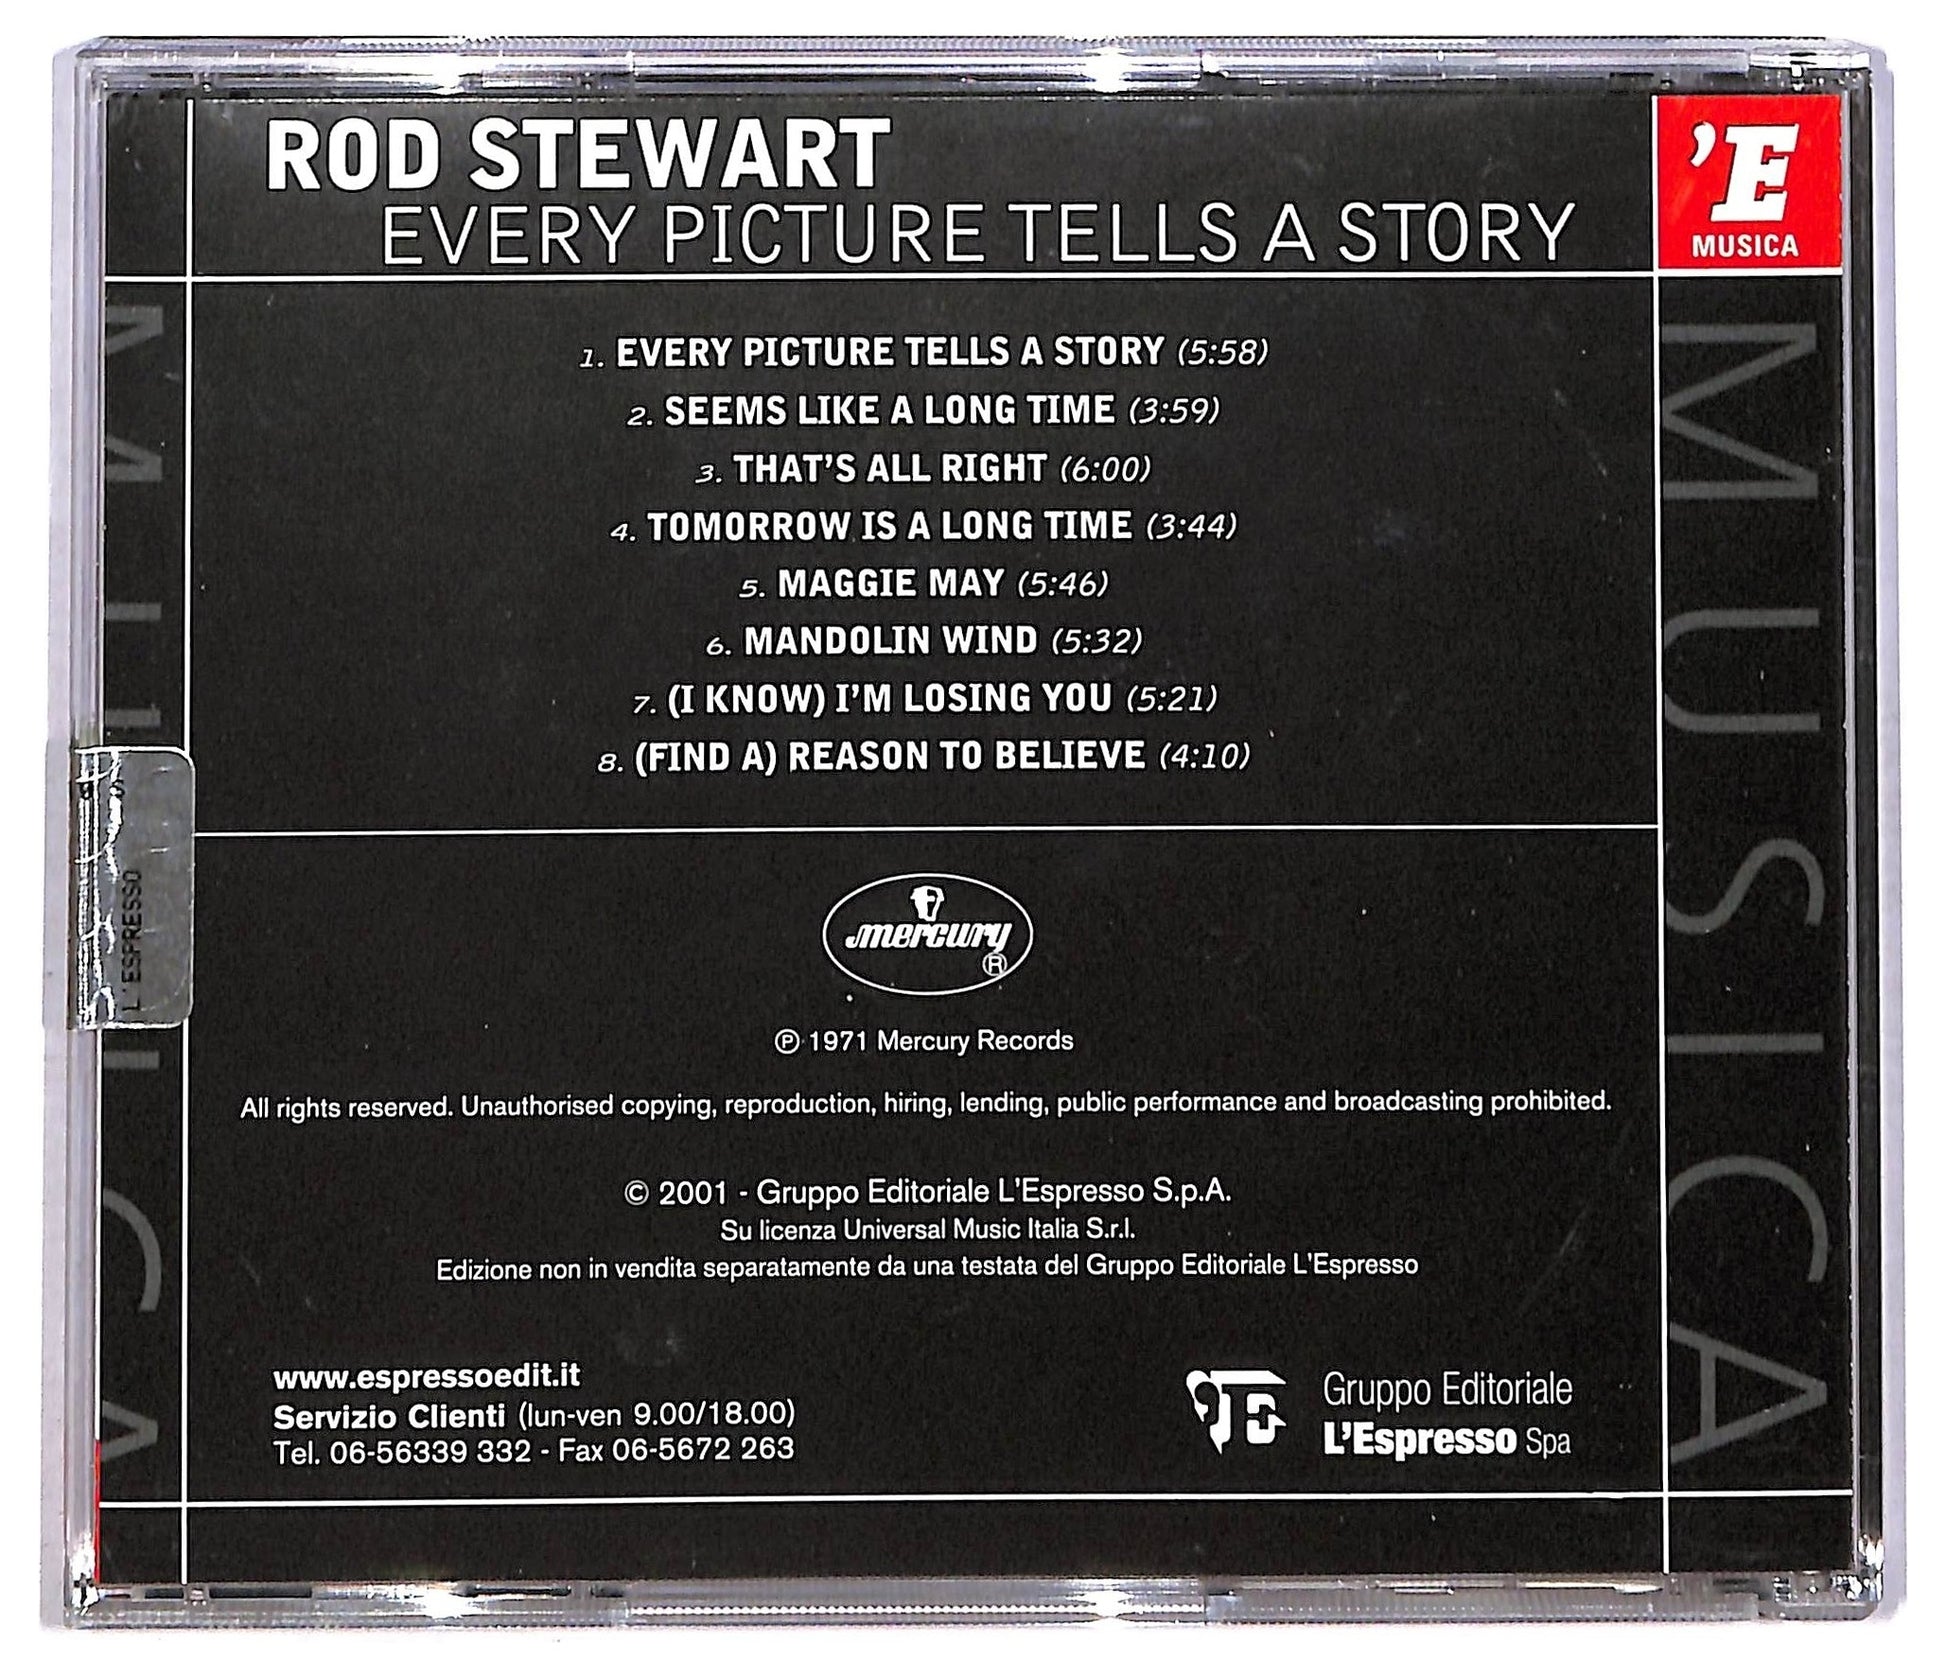 ROD STEWART
EVERY PICTURE TELLS A STORY
'E
MUSICA
1. EVERY PICTURE TELLS A STORY (5:58)
2. SEEMS LIKE A LONG TIME (3:59)
3. THAT'S ALL RIGHT (6:00)
4. TOMORROW IS A LONG TIME (3:44)
5. MAGGIE MAY (5:46)
6. MANDOLIN WIND (5:32)
7. (I KNOW) I'M LOSING YOU (5:21)
8. (FIND A) REASON TO BELIEVE (4:10)
MUSICA
MUSICA
L'ESPRESSO
mercury ®
℗ 1971 Mercury Records
All rights reserved. Unauthorised copying, reproduction, hiring, lending, public performance and broadcasting prohibited.
© 2001 - Gruppo Editoriale L'Espresso S.p.A.
Su licenza Universal Music Italia S.r.l.
Edizione non in vendita separatamente da una testata del Gruppo Editoriale L'Espresso
www.espressoedit.it
Servizio Clienti (lun-ven 9.00/18.00)
Tel. 06-56339 332 - Fax 06-5672 263
Gruppo Editoriale
L'Espresso Spa